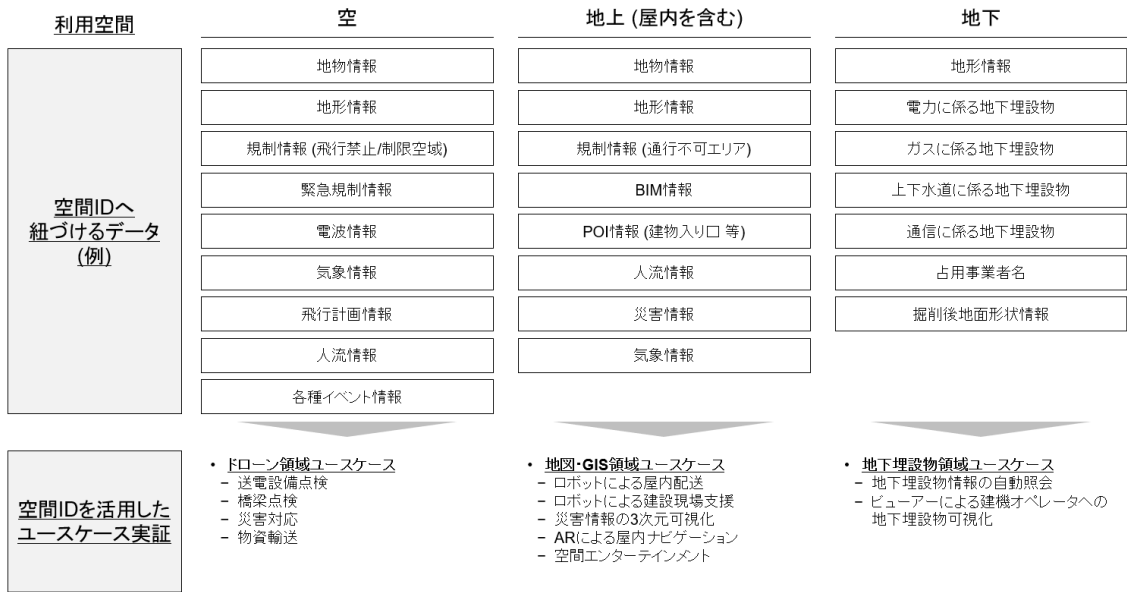 利用空間
空
地上 (屋内を含む)
地下
空間IDへ
紐づけるデータ
(例)
地物情報
地形情報
規制情報 (飛行禁止/制限空域)
緊急規制情報
電波情報
気象情報
飛行計画情報
人流情報
各種イベント情報
地物情報
地形情報
規制情報 (通行不可エリア)
BIM情報
POI情報 (建物入り口 等)
人流情報
災害情報
気象情報
地形情報
電力に係る地下埋設物
ガスに係る地下埋設物
上下水道に係る地下埋設物
通信に係る地下埋設物
占用事業者名
掘削後地面形状情報
空間IDを活用した
ユースケース実証
• ドローン領域ユースケース
– 送電設備点検
– 橋梁点検
– 災害対応
– 物資輸送
• 地図・GIS領域ユースケース
– ロボットによる屋内配送
– ロボットによる建設現場支援
– 災害情報の3次元可視化
– ARによる屋内ナビゲーション
– 空間エンターテインメント
• 地下埋設物領域ユースケース
– 地下埋設物情報の自動照会
– ビューアーによる建機オペレータへの
地下埋設物可視化